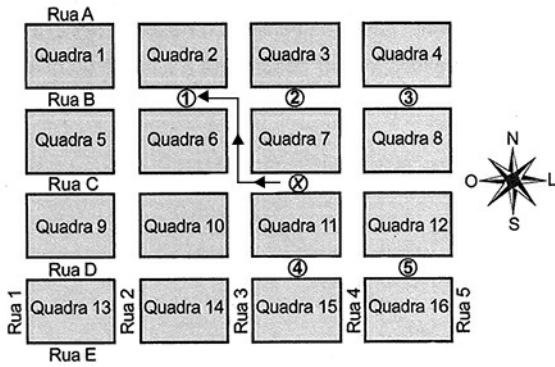 Rua A
Quadra 1 Quadra 2 Quadra 3 Quadra 4
Rua B 1 2 3
Quadra 5 Quadra 6 Quadra 7 Quadra 8
N
O L
S
Rua C X
Quadra 9 Quadra 10 Quadra 11 Quadra 12
Rua D 4 5
Rua 1 Quadra 13 Rua 2 Quadra 14 Rua 3 Quadra 15 Rua 4 Quadra 16 Rua 5
Rua E